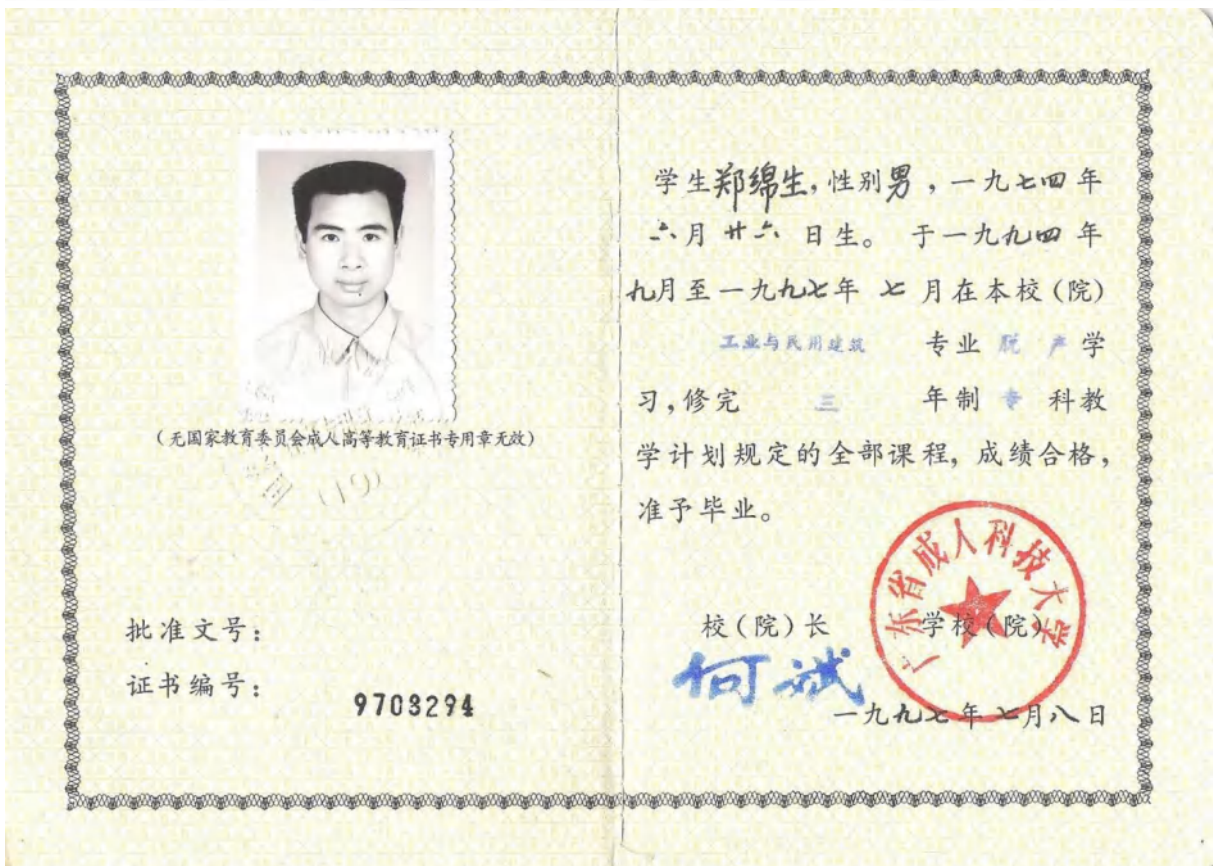 (无国家教育委员会成人高等教育证书专用章无效)
(19)
批准文号:
证书编号:
9703294
学生郑绵生,性别男,一九七四年
六月廿六日生。于一九九四年
九月至一九九七年七月在本校(院)
工业与民用建筑 专业脱产学
习,修完 三 年制专科教
学计划规定的全部课程,成绩合格,
准予毕业。
广东省成人科技大学
校(院)长 学校(院)
何斌
一九九七年七月八日